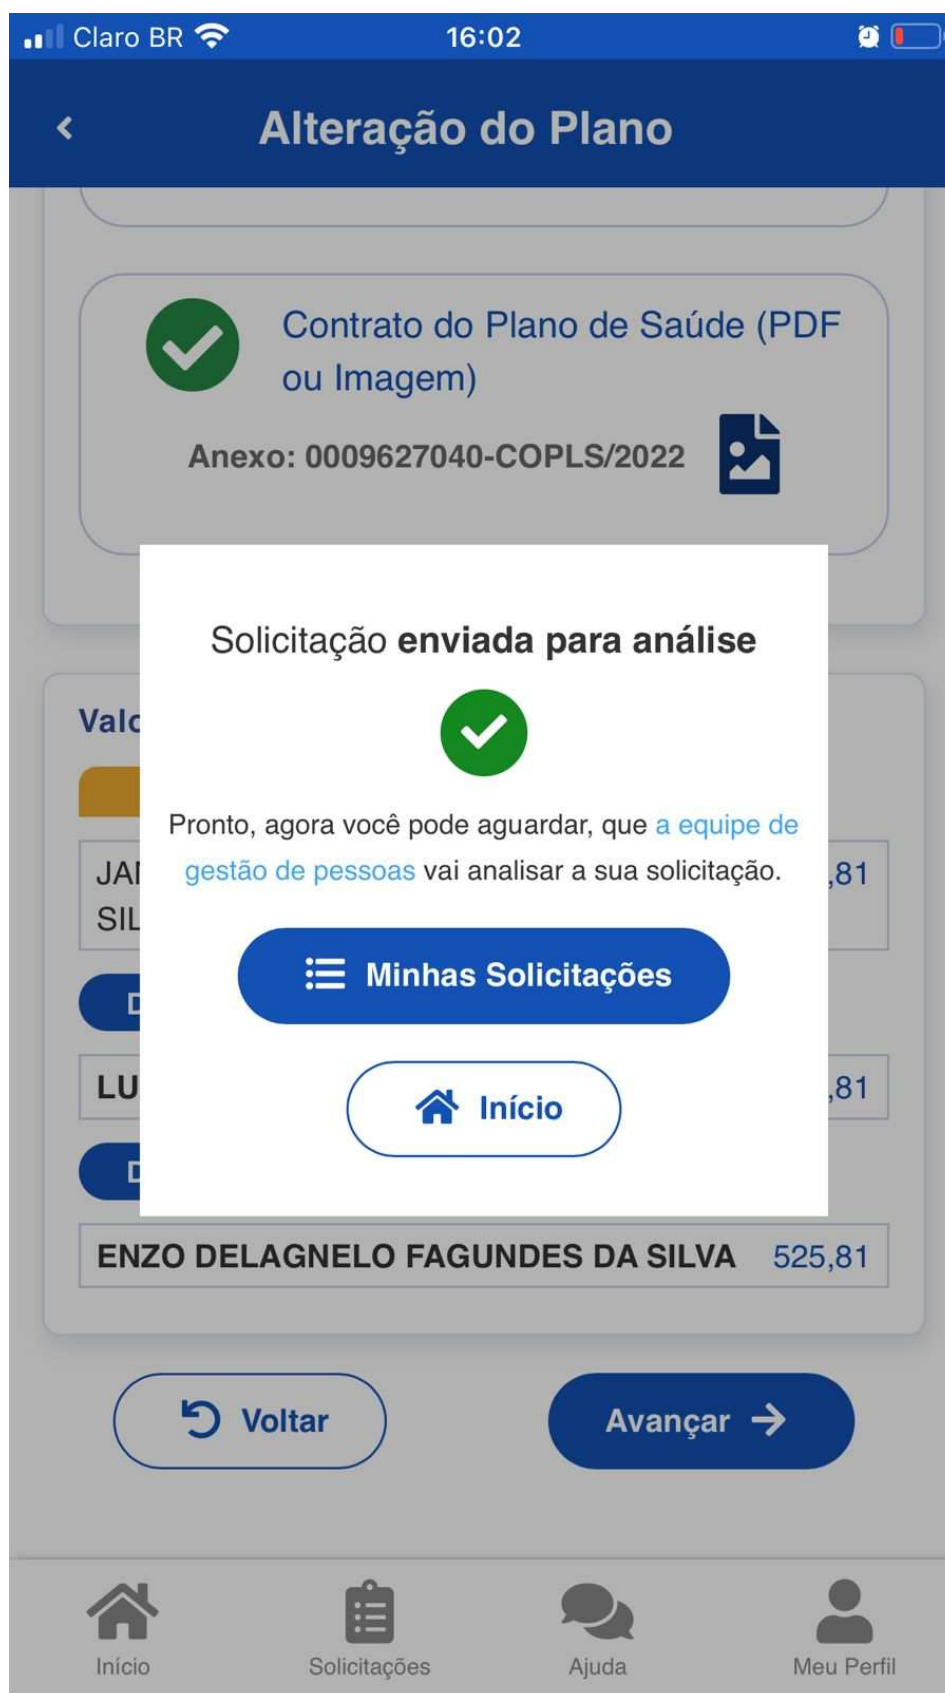 Claro BR
16:02
Alteração do Plano
Contrato do Plano de Saúde (PDF
ou Imagem)
Anexo: 0009627040-COPLS/2022
Solicitação enviada para análise
Pronto, agora você pode aguardar, que a equipe de
gestão de pessoas vai analisar a sua solicitação.
Minhas Solicitações
Início
ENZO DELAGNELO FAGUNDES DA SILVA 525,81
Voltar
Avançar
Início
Solicitações
Ajuda
Meu Perfil